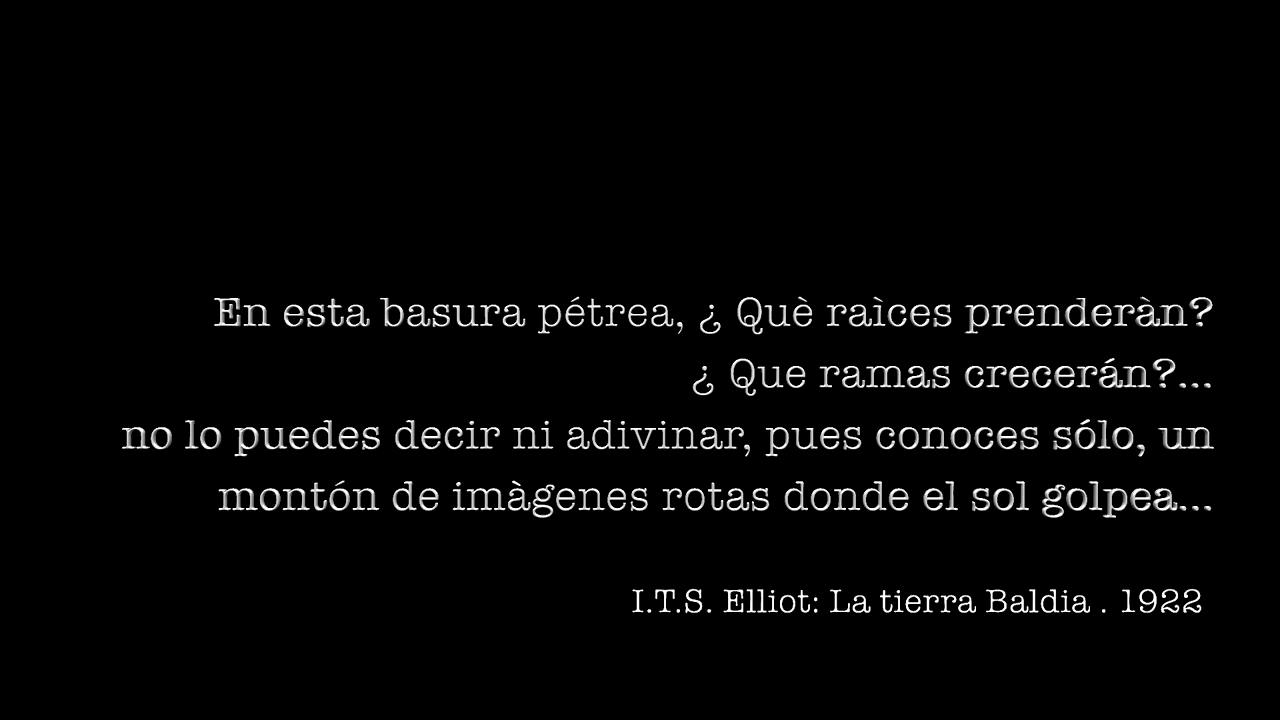 En esta basura pétrea, ¿ Què raìces prenderàn?
¿ Que ramas crecerán?...
no lo puedes decir ni adivinar, pues conoces sólo, un
montón de imàgenes rotas donde el sol golpea...
I.T.S. Elliot: La tierra Baldia . 1922